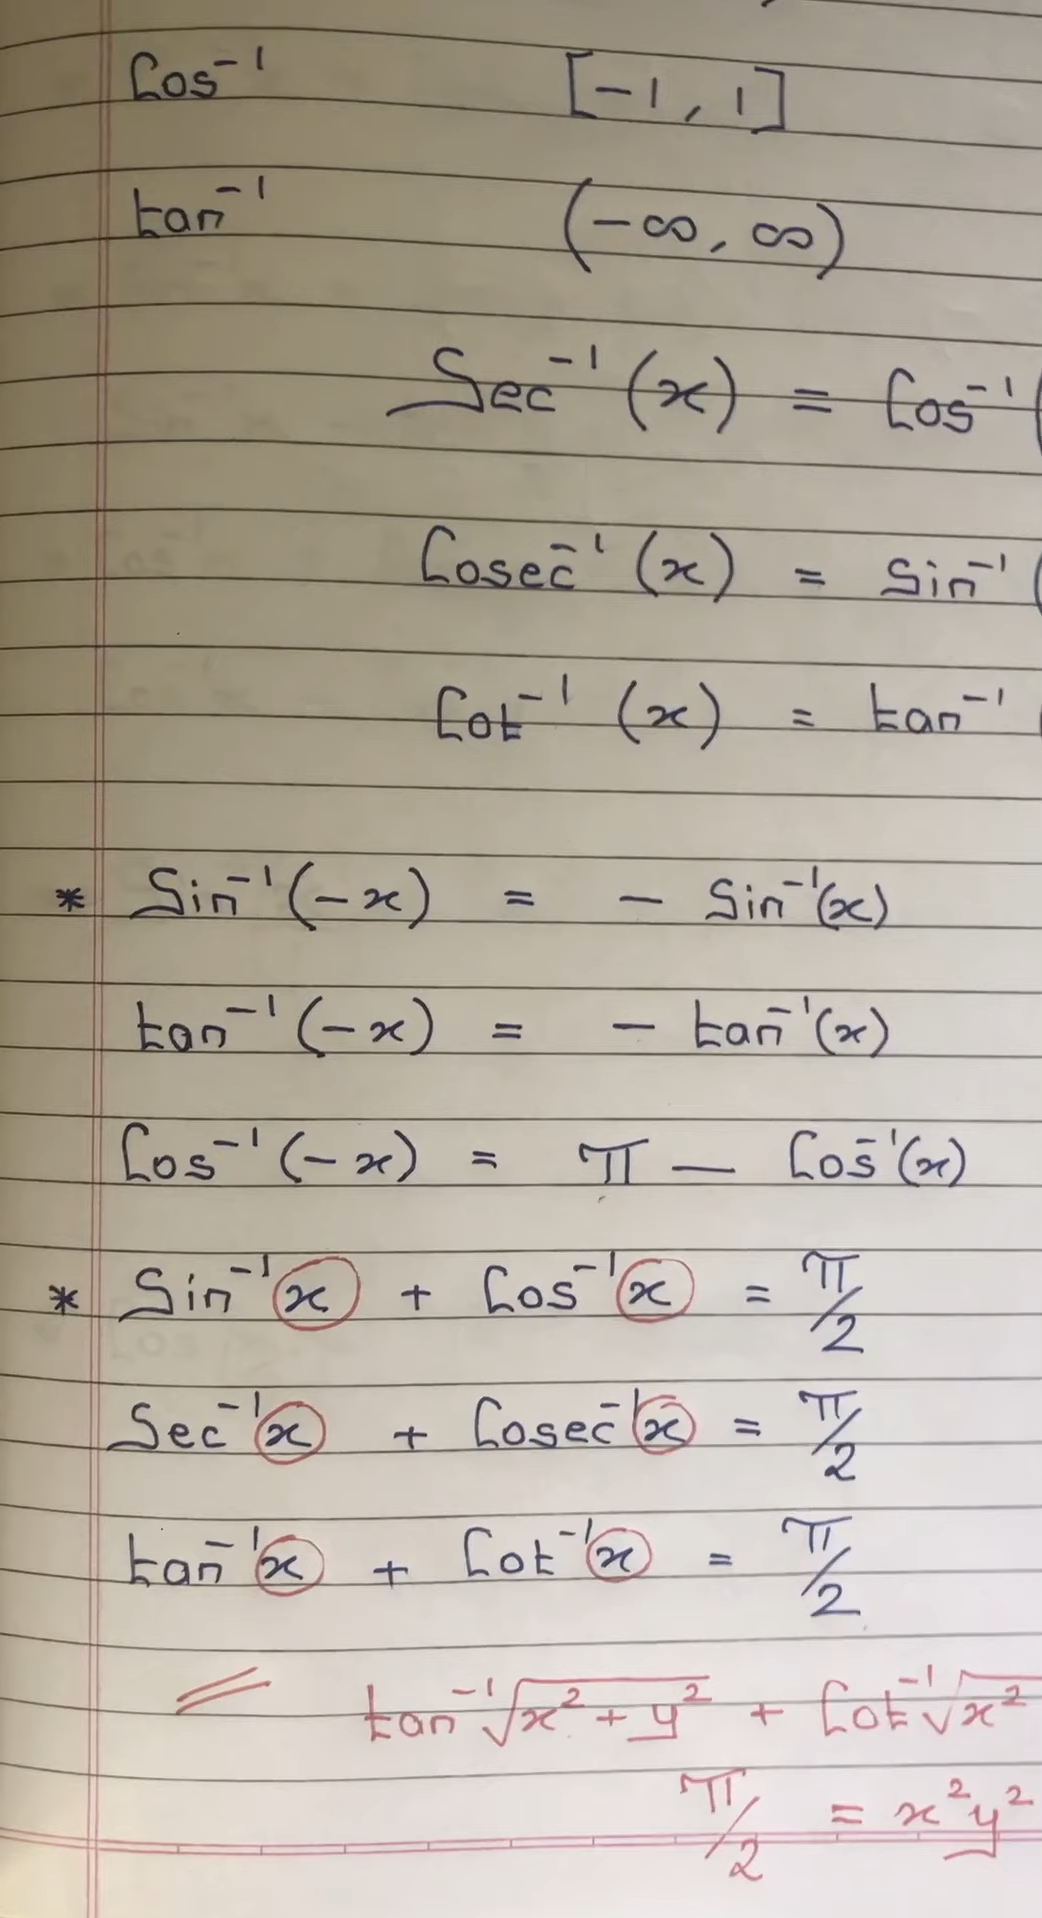 Cos⁻¹ [-1, 1]
tan⁻¹ (-∞, ∞)
Sec⁻¹(x) = Cos⁻¹(
Cosec⁻¹(x) = Sin⁻¹(
Cot⁻¹(x) = tan⁻¹(
* Sin⁻¹(-x) = - Sin⁻¹(x)
tan⁻¹(-x) = - tan⁻¹(x)
Cos⁻¹(-x) = π - Cos⁻¹(x)
* Sin⁻¹x + Cos⁻¹x = π/2
Sec⁻¹x + Cosec⁻¹x = π/2
tan⁻¹x + Cot⁻¹x = π/2
tan⁻¹√(x² + y²) + Cot⁻¹√x²
π/2 = x²y²